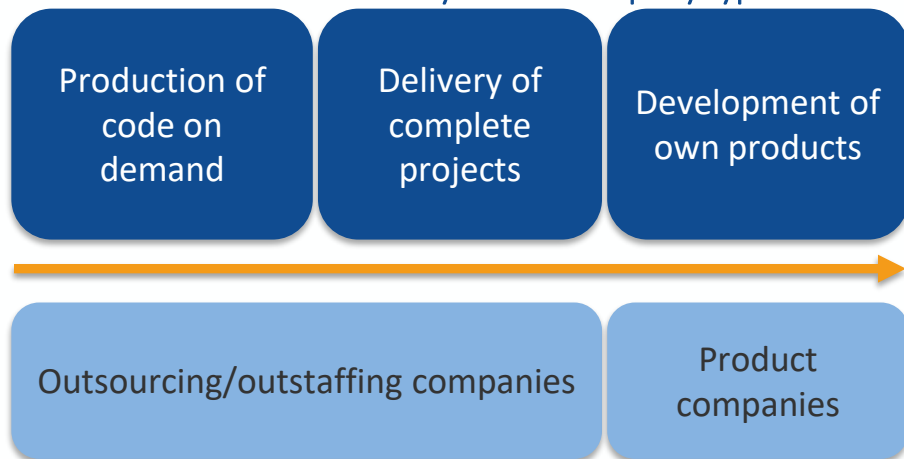 Production of
code on
demand
Delivery of
complete
projects
Development of
own products
Outsourcing/outstaffing companies
Product
companies